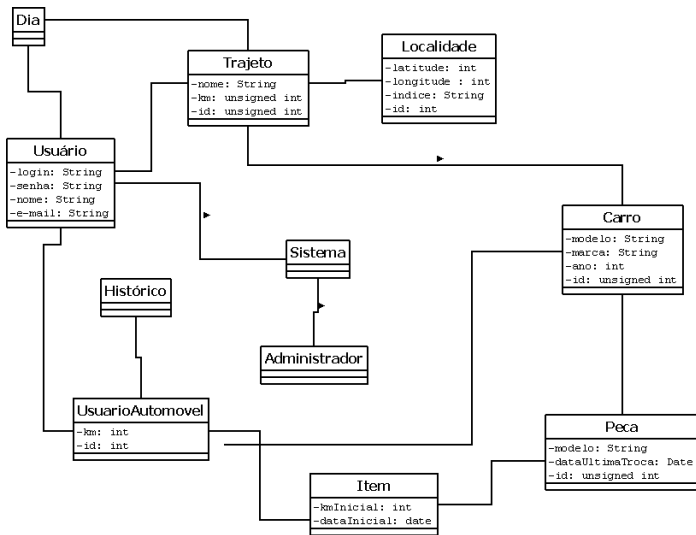 Dia
Trajeto
-nome: String
-km: unsigned int
-id: unsigned int
Localidade
-latitude: int
-longitude : int
-indice: String
-id: int
Usuário
-login: String
-senha: String
-nome: String
-e-mail: String
Carro
-modelo: String
-marca: String
-ano: int
-id: unsigned int
Sistema
Histórico
Administrador
UsuarioAutomovel
-km: int
-id: int
Peca
-modelo: String
-dataUltimaTroca: Date
-id: unsigned int
Item
-kmInicial: int
-dataInicial: date